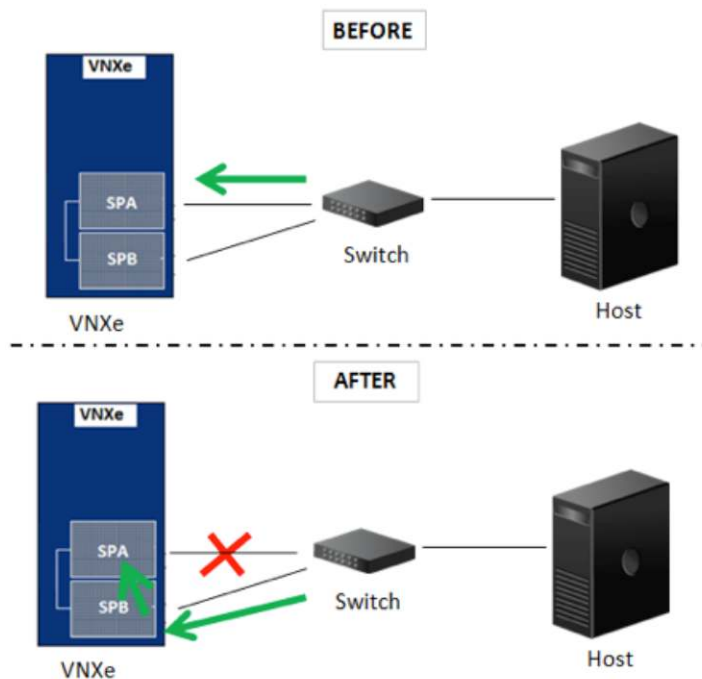 BEFORE
VNXe
SPA
SPB
Switch
Host
VNXe
AFTER
VNXe
SPA
SPB
Switch
Host
VNXe